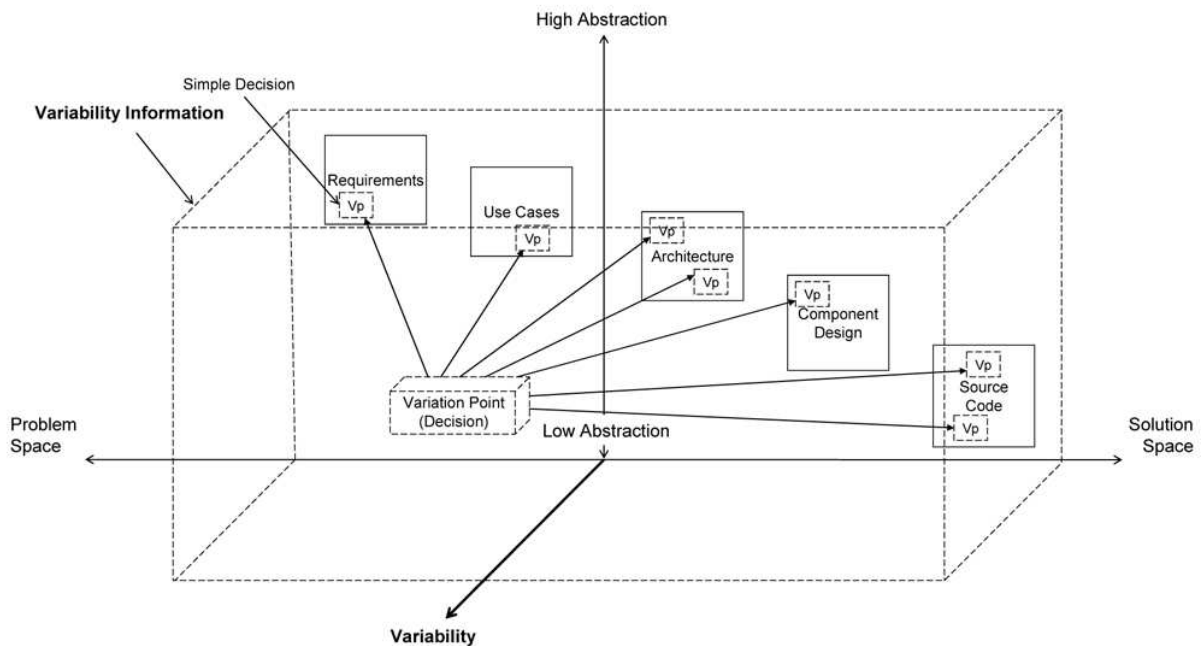 High Abstraction
Simple Decision
Variability Information
Requirements
Vp
Use Cases
Vp
Vp
Architecture
Vp
Vp
Component
Design
Vp
Source
Code
Vp
Variation Point
(Decision)
Low Abstraction
Problem
Space
Solution
Space
Variability